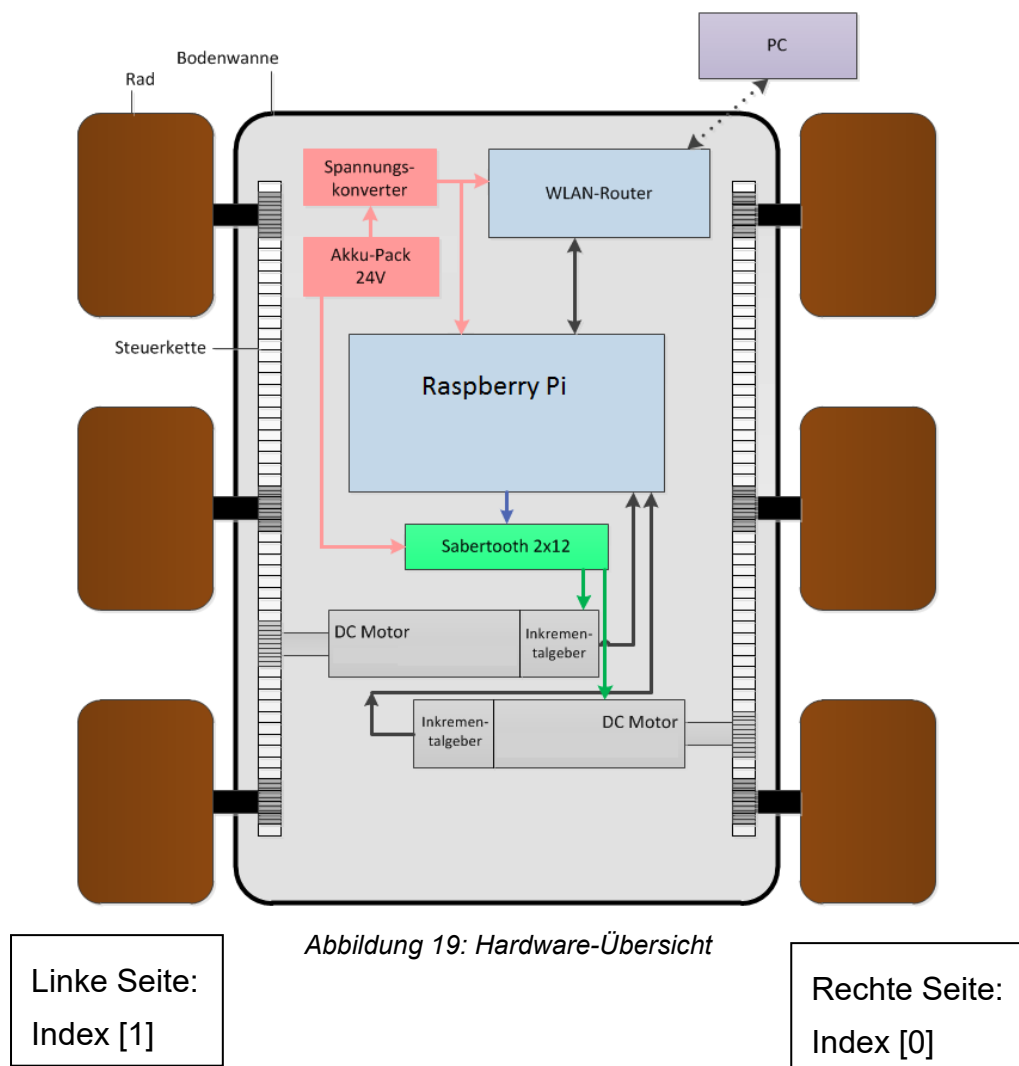 PC
Bodenwanne
Rad
Spannungs-
konverter
WLAN-Router
Akku-Pack
24V
Steuerkette
Raspberry Pi
Sabertooth 2x12
DC Motor
Inkremen-
talgeber
Inkremen-
talgeber
DC Motor
Abbildung 19: Hardware-Übersicht
Linke Seite:
Index [1]
Rechte Seite:
Index [0]